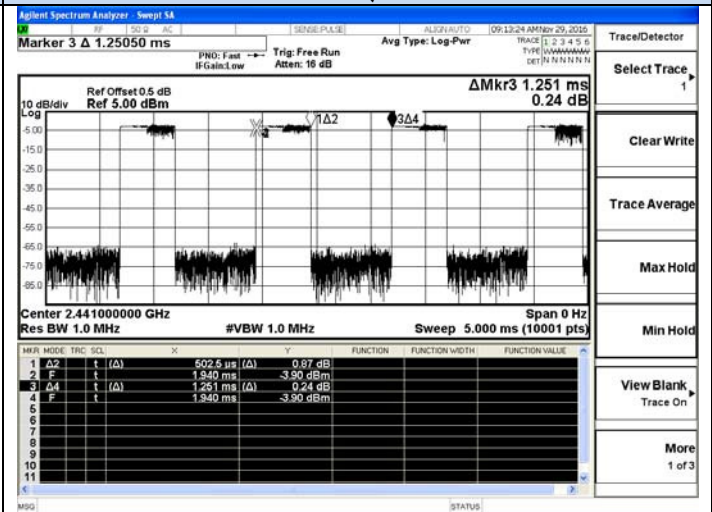 Agilent Spectrum Analyzer - Swept SA
RF 50 Ω AC SENSE:PULSE ALIGN AUTO 09:13:24 AM Nov 29, 2016
Marker 3 Δ 1.25050 ms
PNO: Fast
IFGain:Low
Trig: Free Run
Atten: 16 dB
Avg Type: Log-Pwr
TRACE 1 2 3 4 5 6
TYPE WWWWWW
DET N N N N N N
Ref Offset 0.5 dB
10 dB/div Ref 5.00 dBm
Log
ΔMkr3 1.251 ms
0.24 dB
1Δ2 3Δ4
-5.00
-15.0
-25.0
-35.0
-45.0
-55.0
-65.0
-75.0
-85.0
Center 2.441000000 GHz Span 0 Hz
Res BW 1.0 MHz #VBW 1.0 MHz Sweep 5.000 ms (10001 pts)
MKR MODE TRC SCL X Y FUNCTION FUNCTION WIDTH FUNCTION VALUE
1 Δ2 t (Δ) 502.5 µs (Δ) 0.87 dB
2 F t 1.940 ms -3.90 dBm
3 Δ4 t (Δ) 1.251 ms (Δ) 0.24 dB
4 F t 1.940 ms -3.90 dBm
5
6
7
8
9
10
11
MSG STATUS
Trace/Detector
Select Trace
1
Clear Write
Trace Average
Max Hold
Min Hold
View Blank
Trace On
More
1 of 3